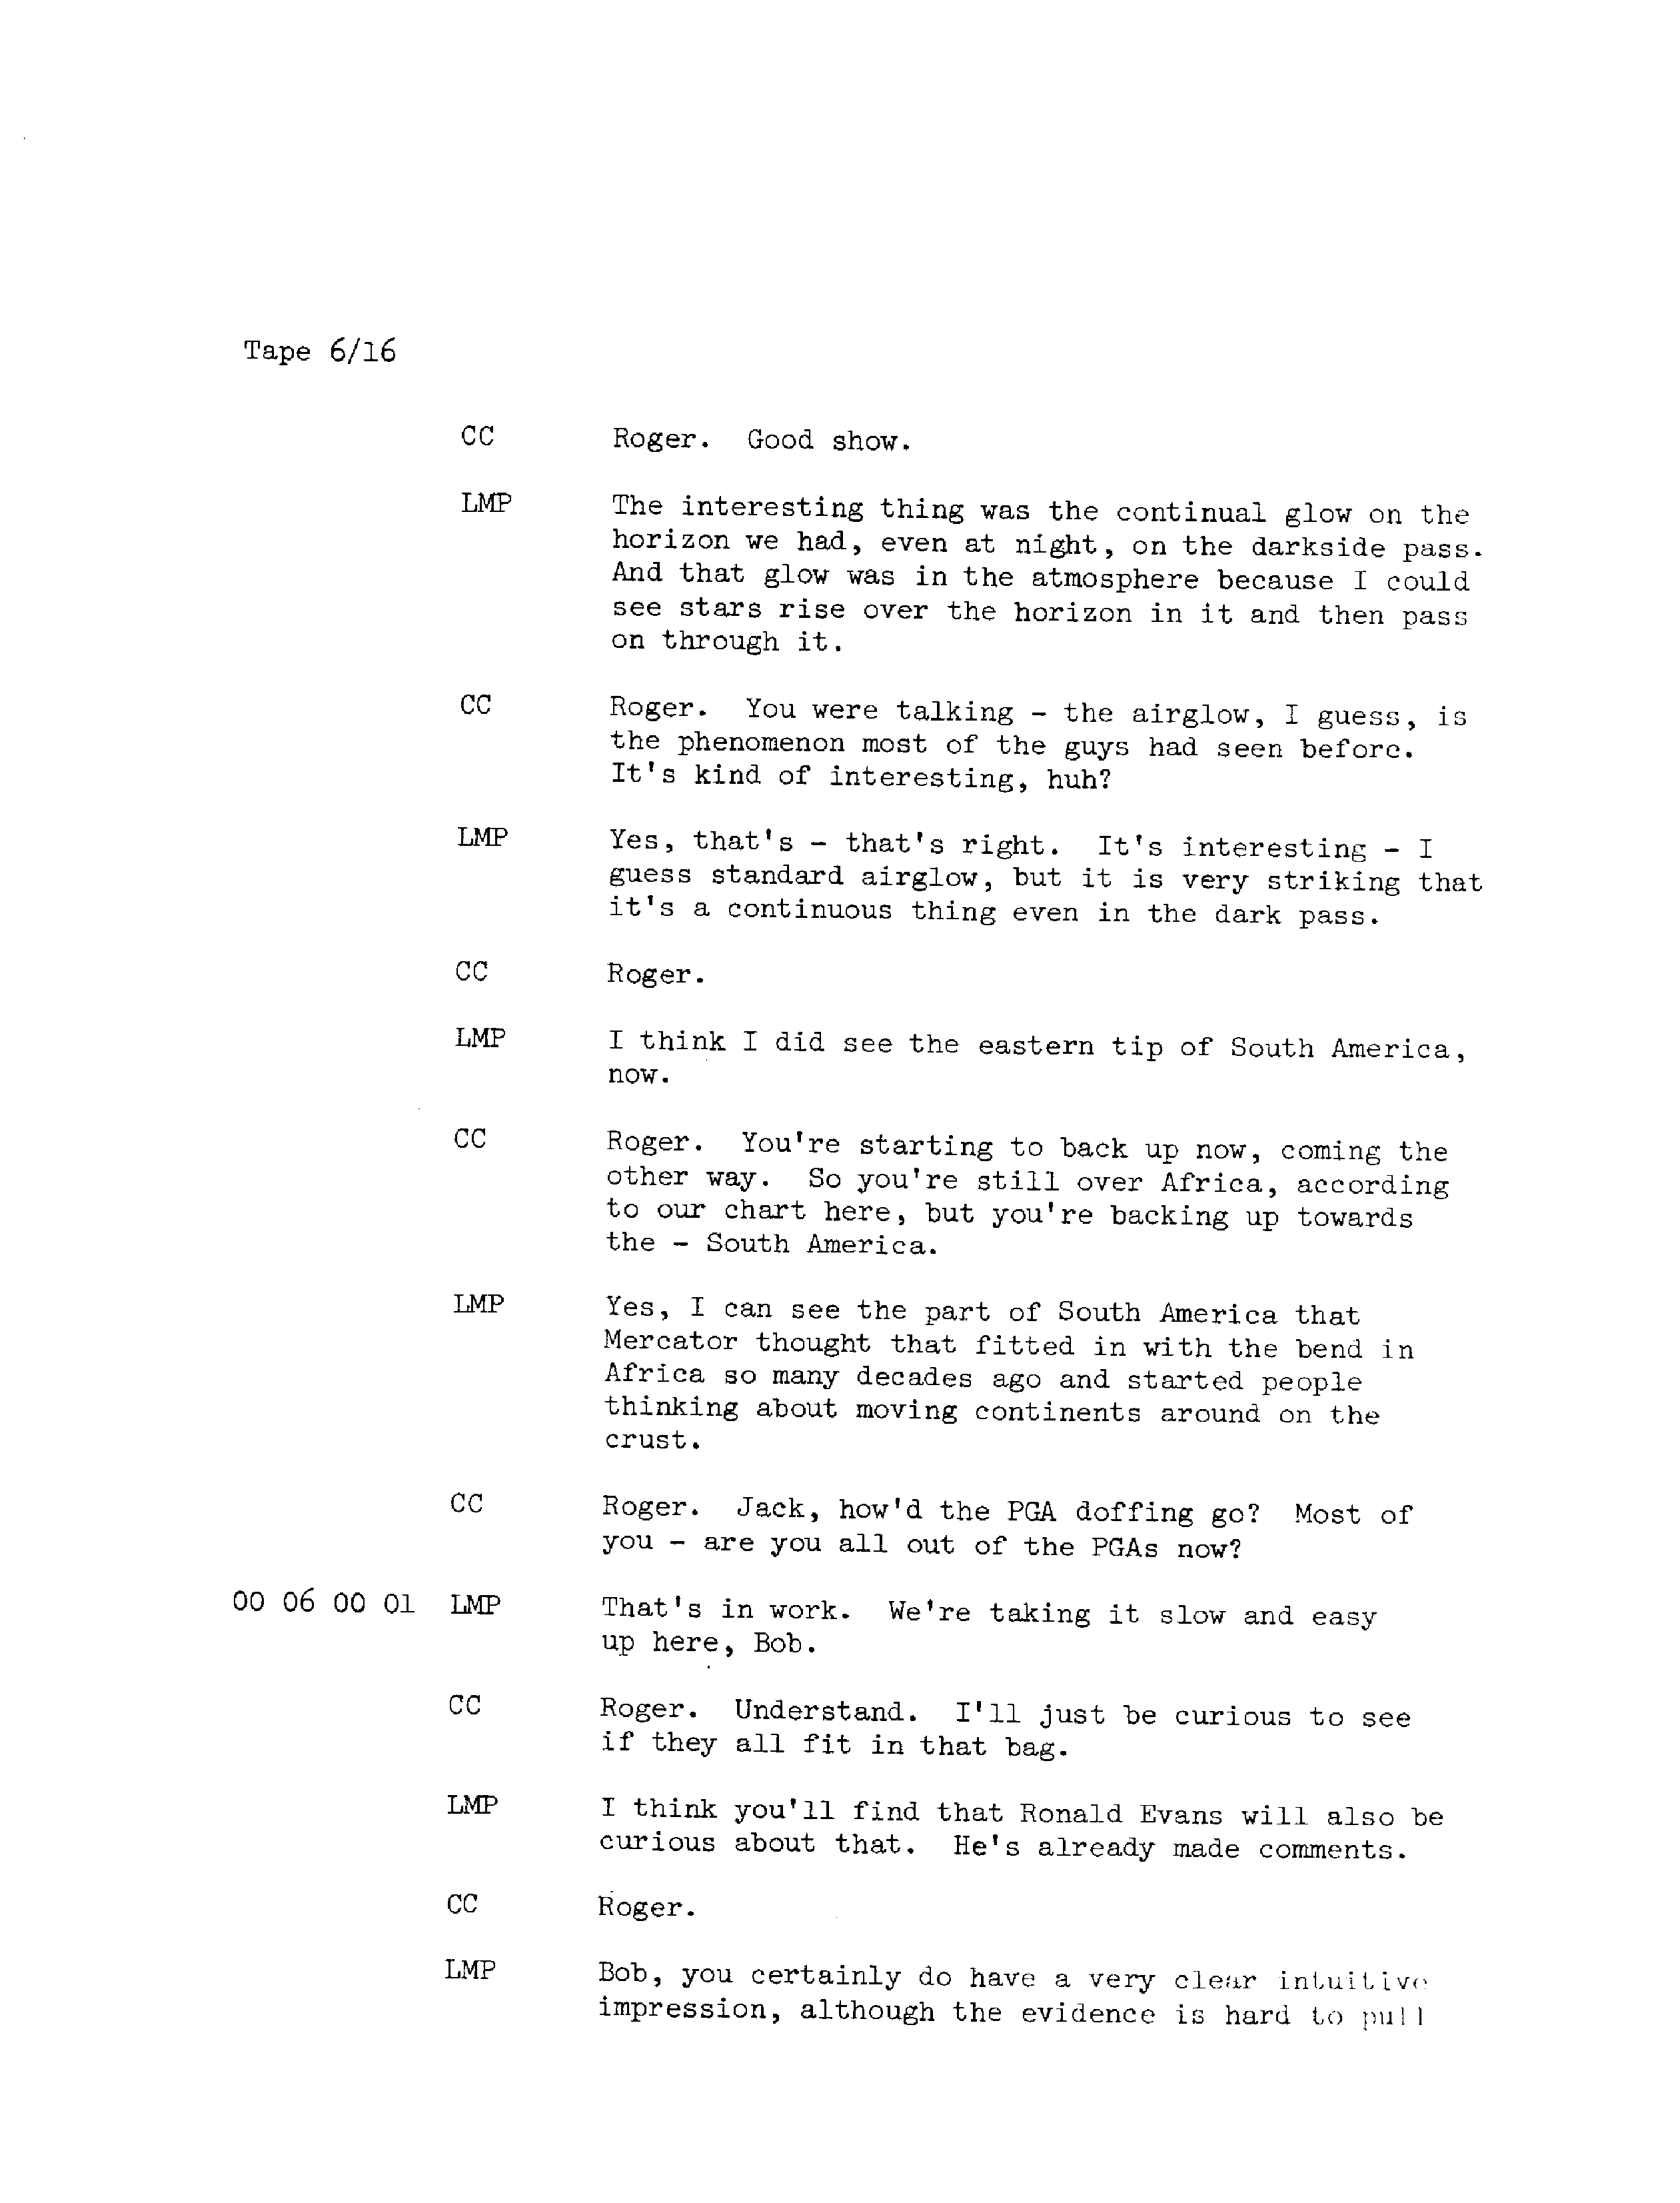 Tape 6/16
CC Roger. Good show.
LMP The interesting thing was the continual glow on the
horizon we had, even at night, on the darkside pass.
And that glow was in the atmosphere because I could
see stars rise over the horizon in it and then pass
on through it.
CC Roger. You were talking - the airglow, I guess, is
the phenomenon most of the guys had seen before.
It's kind of interesting, huh?
LMP Yes, that's - that's right. It's interesting - I
guess standard airglow, but it is very striking that
it's a continuous thing even in the dark pass.
CC Roger.
LMP I think I did see the eastern tip of South America,
now.
CC Roger. You're starting to back up now, coming the
other way. So you're still over Africa, according
to our chart here, but you're backing up towards
the - South America.
LMP Yes, I can see the part of South America that
Mercator thought that fitted in with the bend in
Africa so many decades ago and started people
thinking about moving continents around on the
crust.
CC Roger. Jack, how'd the PGA doffing go? Most of
you - are you all out of the PGAs now?
00 06 00 01 LMP That's in work. We're taking it slow and easy
up here, Bob.
CC Roger. Understand. I'll just be curious to see
if they all fit in that bag.
LMP I think you'll find that Ronald Evans will also be
curious about that. He's already made comments.
CC Roger.
LMP Bob, you certainly do have a very clear intuitive
impression, although the evidence is hard to pull